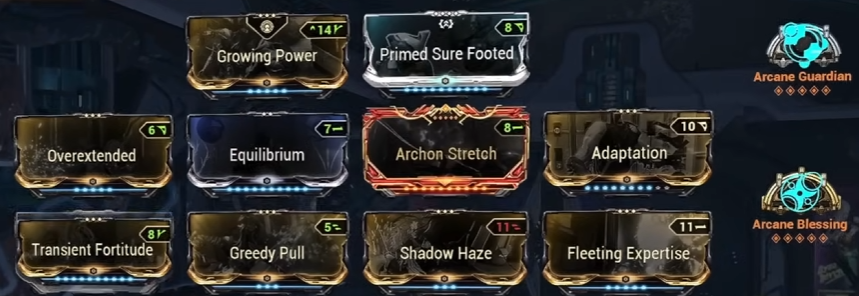 ^14
Growing Power
8
Primed Sure Footed
Arcane Guardian
6
Overextended
7
Equilibrium
8
Archon Stretch
10
Adaptation
Arcane Blessing
8
Transient Fortitude
5
Greedy Pull
11
Shadow Haze
11
Fleeting Expertise